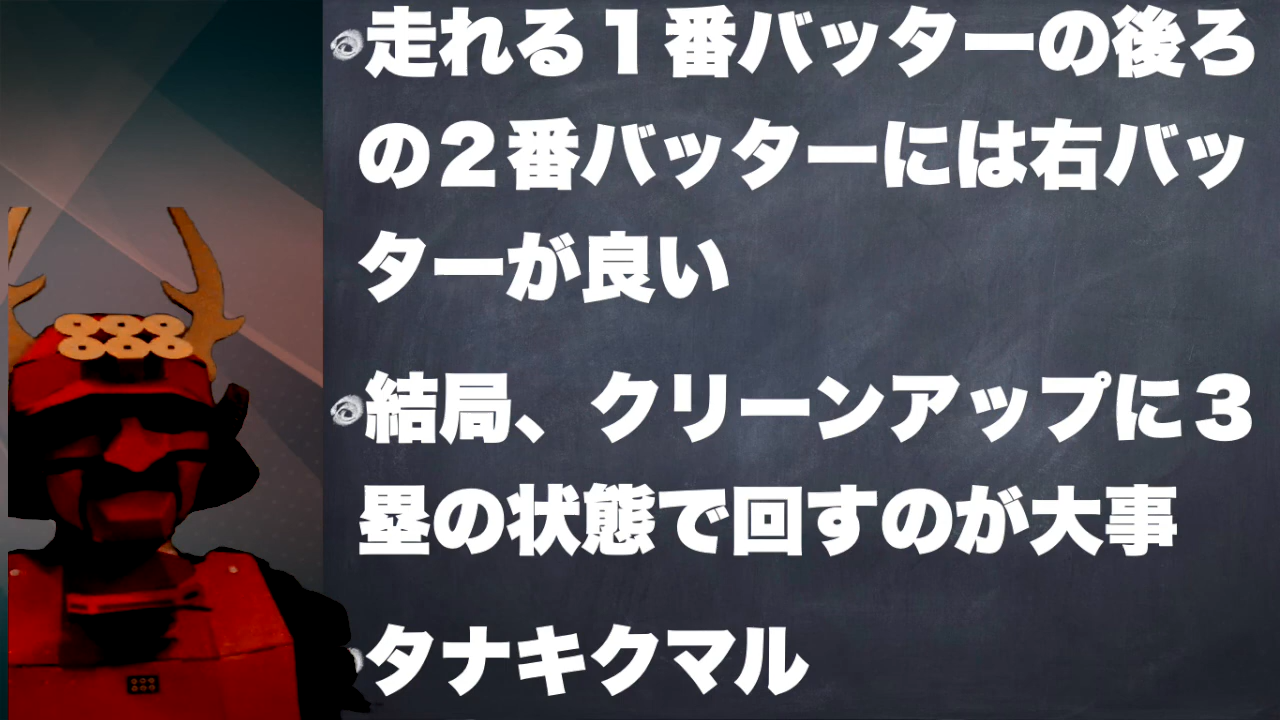 走れる１番バッターの後ろ
の２番バッターには右バッ
ターが良い
結局、クリーンアップに３
塁の状態で回すのが大事
タナキクマル